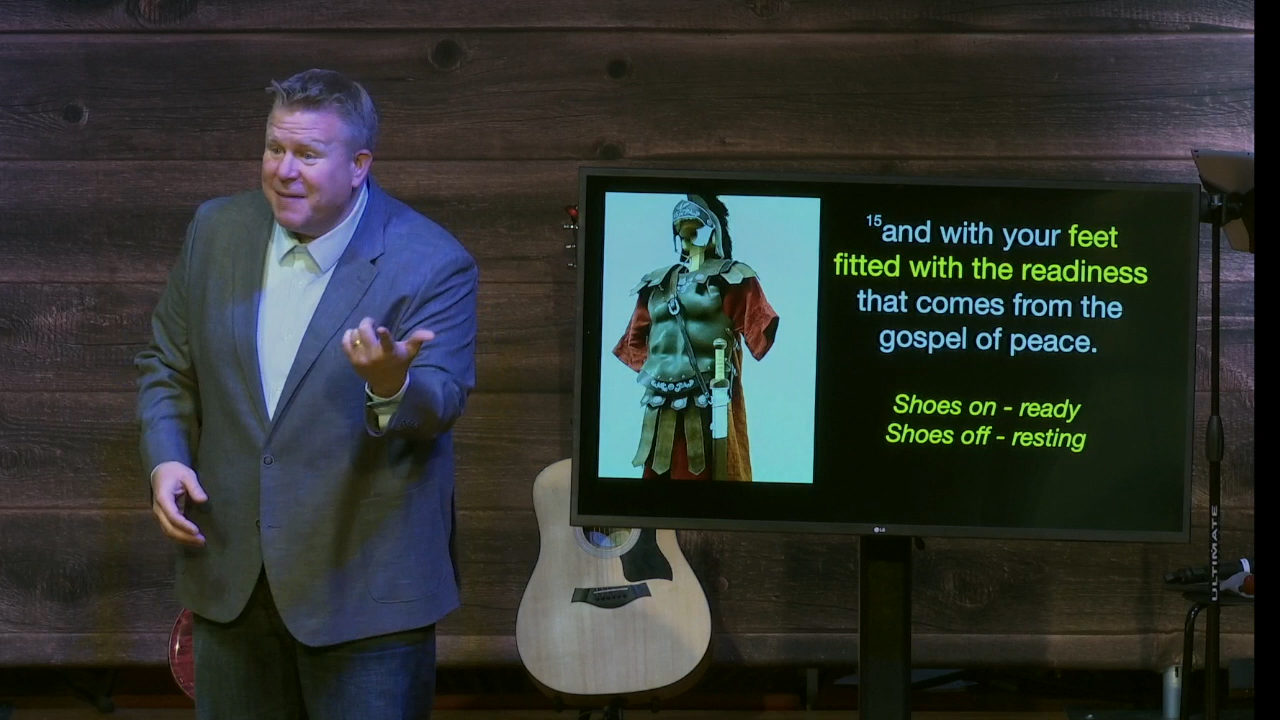 15and with your feet
fitted with the readiness
that comes from the
gospel of peace.
Shoes on - ready
Shoes off - resting
LG
ULTIMATE